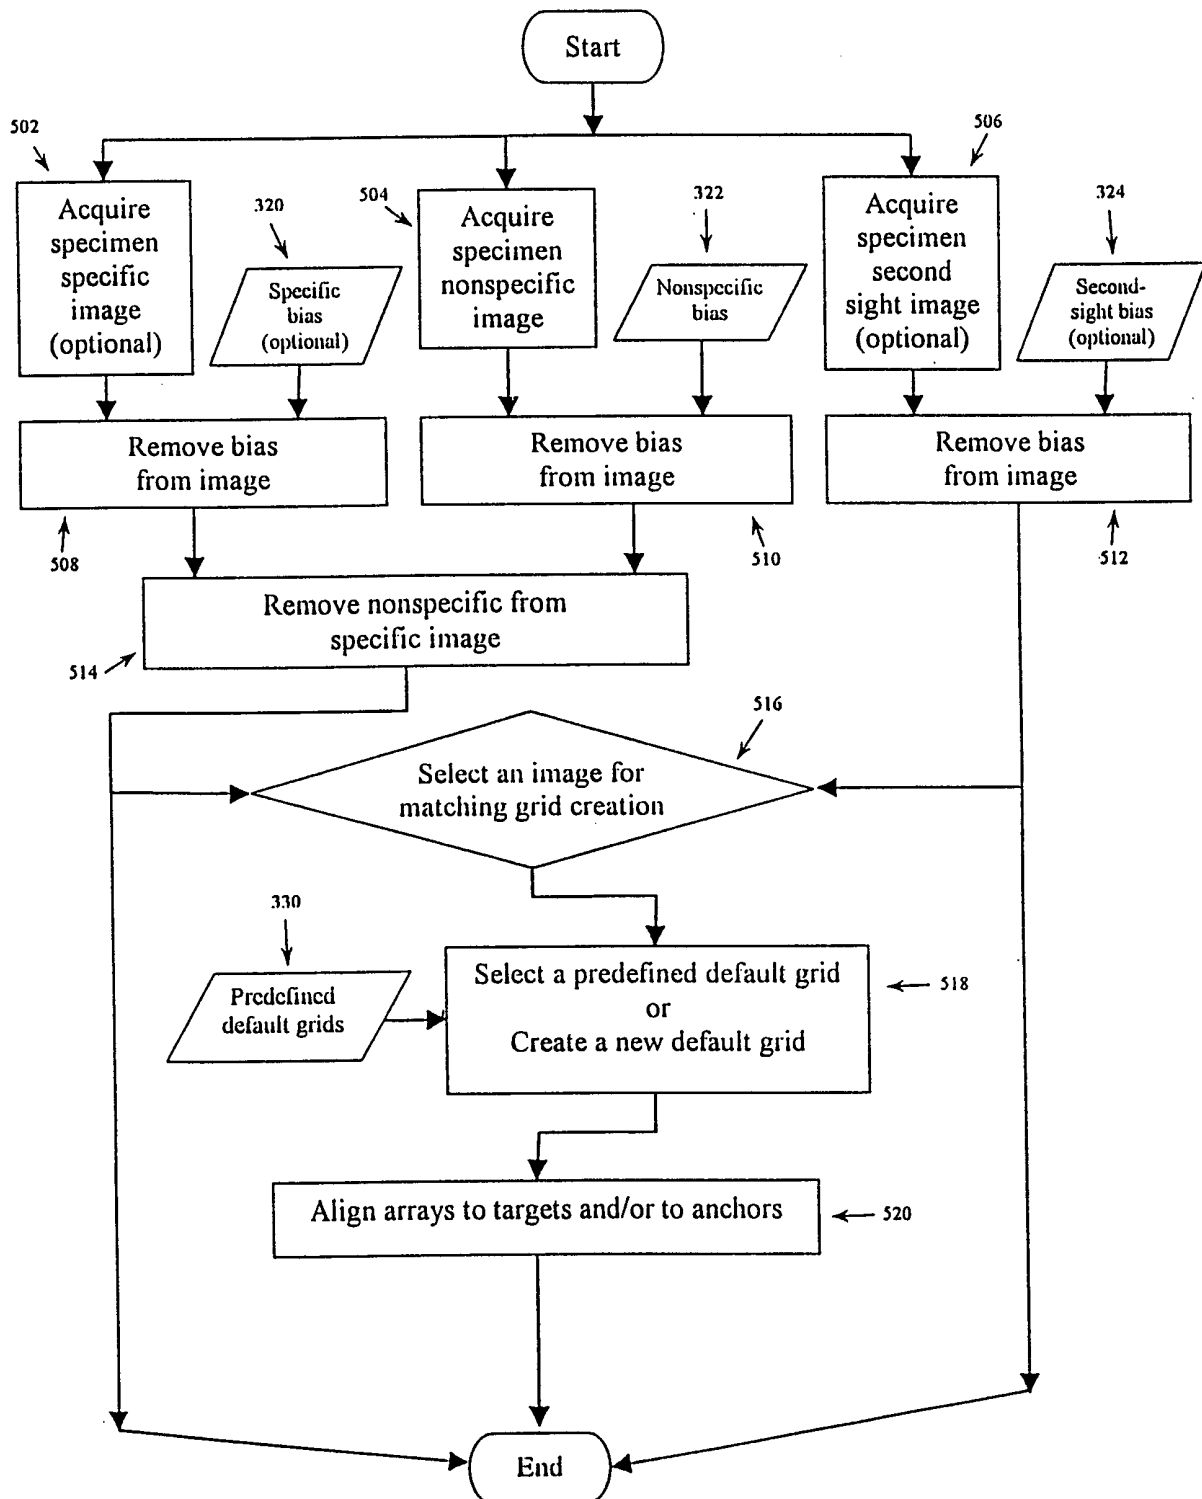 Start
502
506
320
504
322
324
Acquire
specimen
specific
image
(optional)
Specific
bias
(optional)
Acquire
specimen
nonspecific
image
Nonspecific
bias
Acquire
specimen
second
sight image
(optional)
Second-
sight bias
(optional)
Remove bias
from image
Remove bias
from image
Remove bias
from image
508
510
512
Remove nonspecific from
specific image
514
516
Select an image for
matching grid creation
330
Predefined
default grids
Select a predefined default grid
or
Create a new default grid
518
Align arrays to targets and/or to anchors
520
End